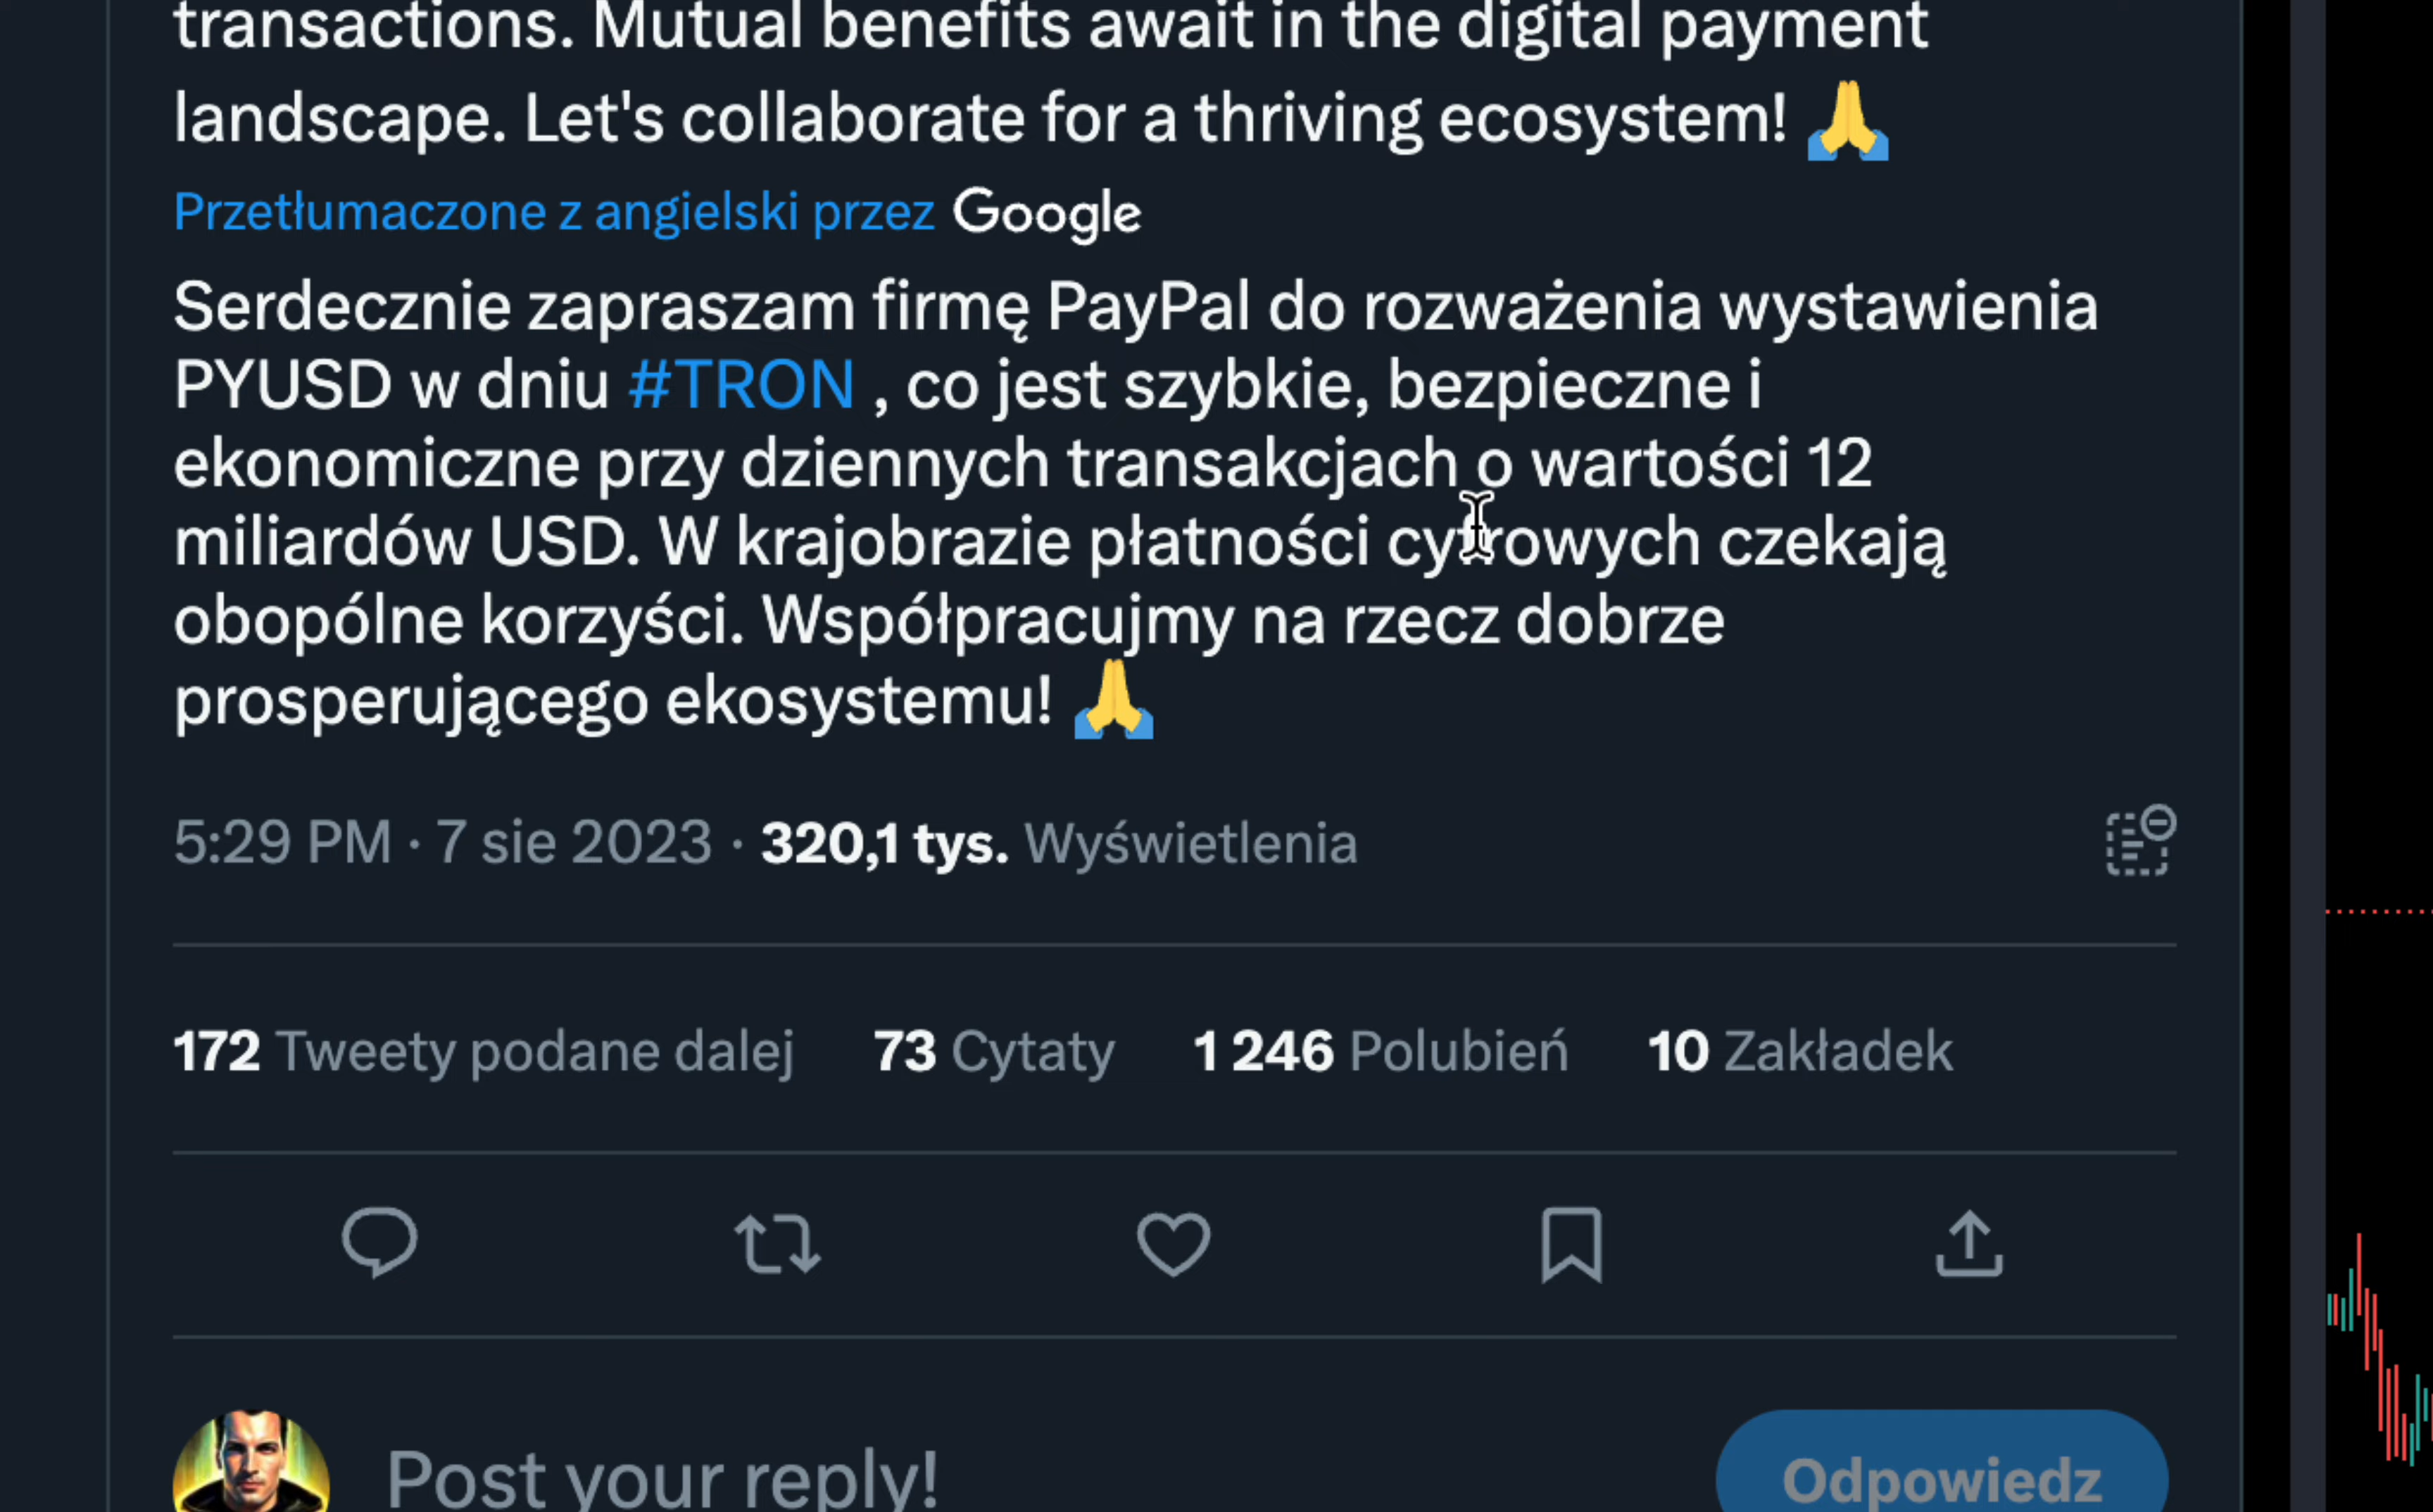 transactions. Mutual benefits await in the digital payment
landscape. Let's collaborate for a thriving ecosystem! 🙏
Przetłumaczone z angielski przez Google
Serdecznie zapraszam firmę PayPal do rozważenia wystawienia
PYUSD w dniu #TRON , co jest szybkie, bezpieczne i
ekonomiczne przy dziennych transakcjach o wartości 12
miliardów USD. W krajobrazie płatności cyfrowych czekają
obopólne korzyści. Współpracujmy na rzecz dobrze
prosperującego ekosystemu! 🙏
5:29 PM · 7 sie 2023 · 320,1 tys. Wyświetlenia
172 Tweety podane dalej 73 Cytaty 1 246 Polubień 10 Zakładek
Post your reply! Odpowiedz